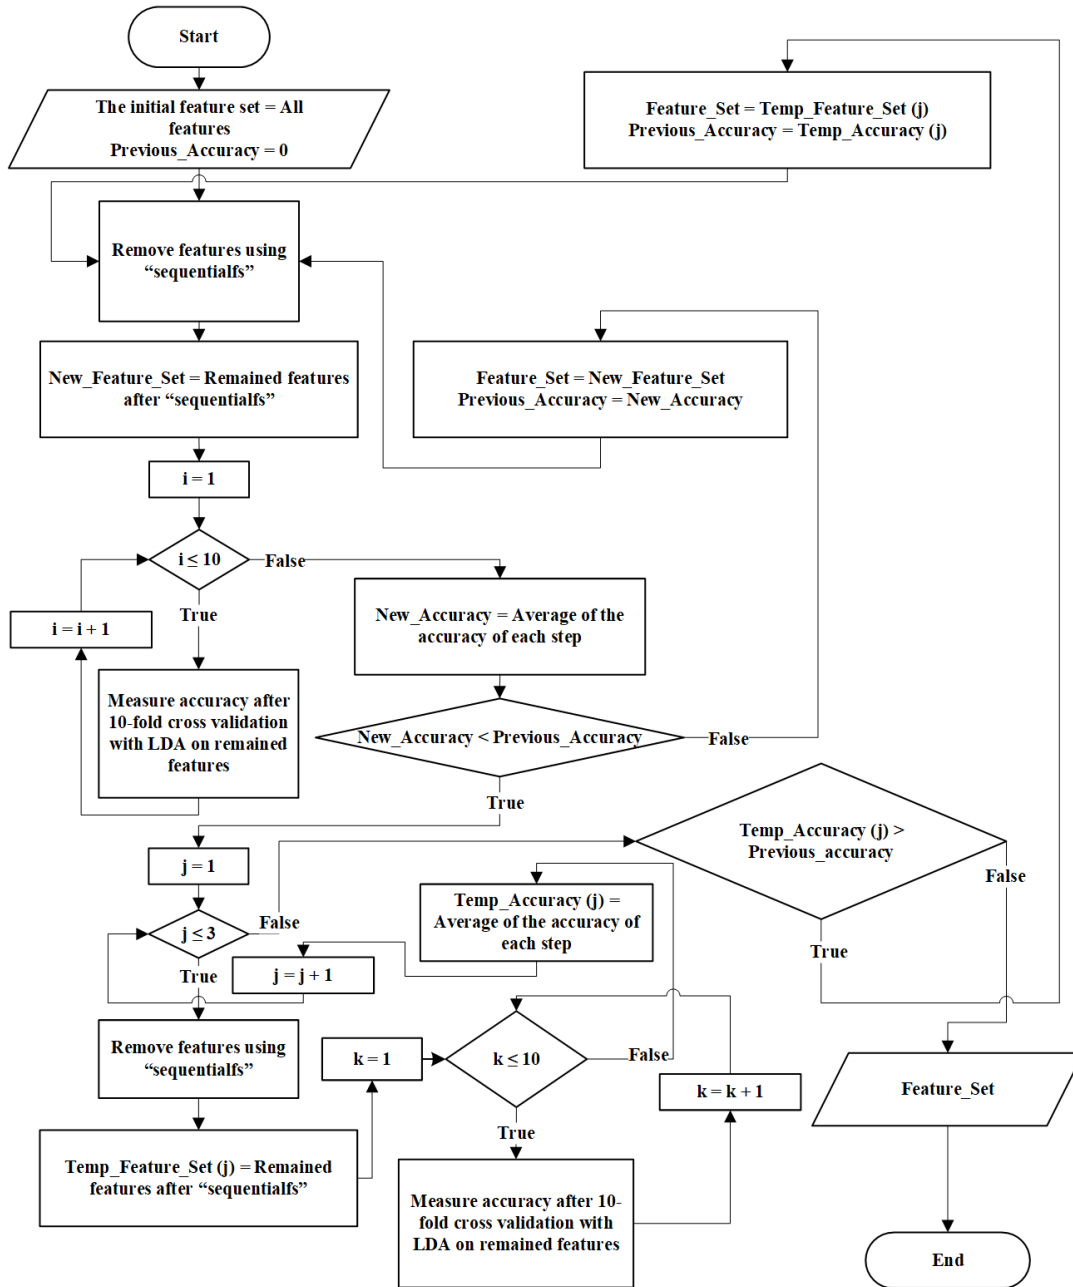 Start
The initial feature set = All
features
Previous_Accuracy = 0
Feature_Set = Temp_Feature_Set (j)
Previous_Accuracy = Temp_Accuracy (j)
Remove features using
“sequentialfs”
New_Feature_Set = Remained features
after “sequentialfs”
Feature_Set = New_Feature_Set
Previous_Accuracy = New_Accuracy
i = 1
i ≤ 10
False
True
i = i + 1
New_Accuracy = Average of the
accuracy of each step
Measure accuracy after
10-fold cross validation
with LDA on remained
features
New_Accuracy < Previous_Accuracy
False
True
Temp_Accuracy (j) >
Previous_accuracy
False
True
j = 1
j ≤ 3
False
True
j = j + 1
Temp_Accuracy (j) =
Average of the accuracy of
each step
Remove features using
“sequentialfs”
k = 1
k ≤ 10
False
True
k = k + 1
Feature_Set
Temp_Feature_Set (j) = Remained
features after “sequentialfs”
Measure accuracy after 10-
fold cross validation with
LDA on remained features
End